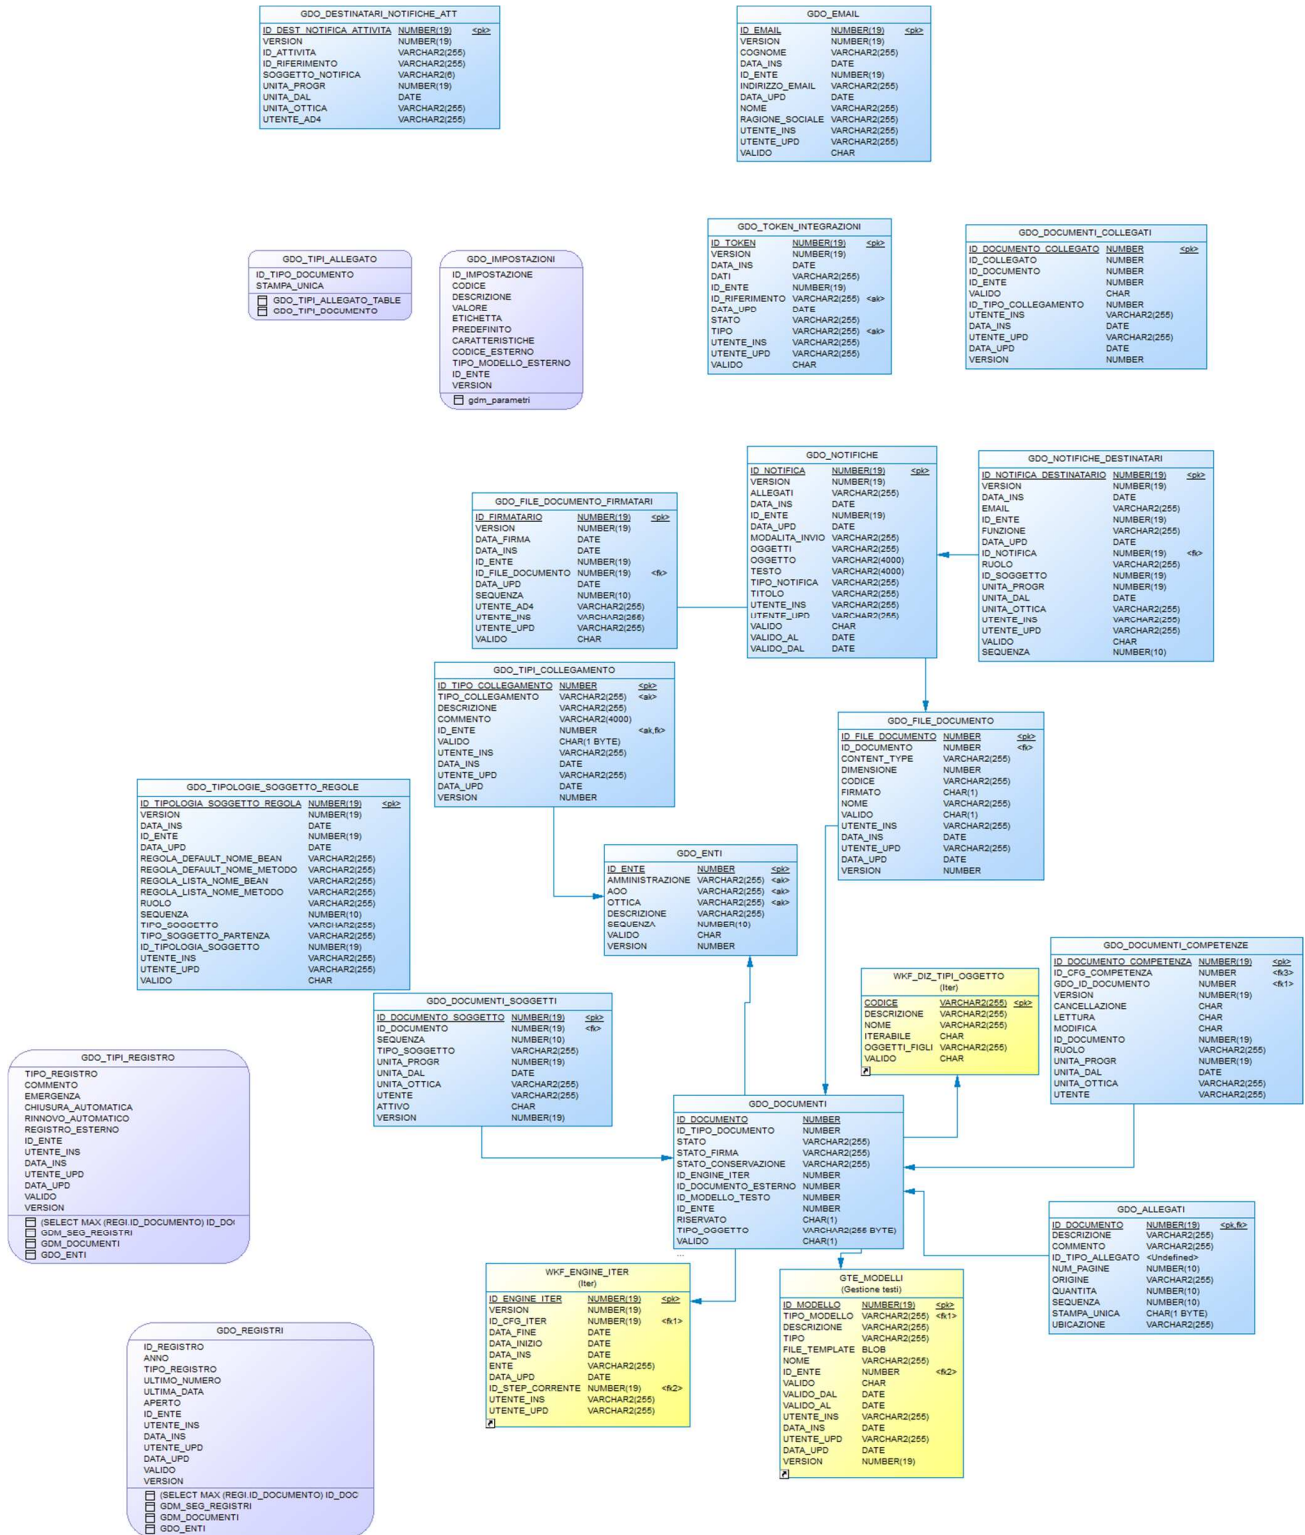 GDO_DESTINATARI_NOTIFICHE_ATT
ID_DEST_NOTIFICA_ATTIVITA NUMBER(19) <pk>
VERSION NUMBER(19)
ID_ATTIVITA VARCHAR2(255)
ID_RIFERIMENTO VARCHAR2(255)
SOGGETTO_NOTIFICA VARCHAR2(6)
UNITA_PROGR NUMBER(19)
UNITA_DAL DATE
UNITA_OTTICA VARCHAR2(255)
UTENTE_AD4 VARCHAR2(255)
GDO_EMAIL
ID_EMAIL NUMBER(19) <pk>
VERSION NUMBER(19)
COGNOME VARCHAR2(255)
DATA_INS DATE
ID_ENTE NUMBER(19)
INDIRIZZO_EMAIL VARCHAR2(255)
DATA_UPD DATE
NOME VARCHAR2(255)
RAGIONE_SOCIALE VARCHAR2(255)
UTENTE_INS VARCHAR2(255)
UTENTE_UPD VARCHAR2(255)
VALIDO CHAR
GDO_TIPI_ALLEGATO
ID_TIPO_DOCUMENTO
STAMPA_UNICA
GDO_TIPI_ALLEGATO_TABLE
GDO_TIPI_DOCUMENTO
GDO_IMPOSTAZIONI
ID_IMPOSTAZIONE
CODICE
DESCRIZIONE
VALORE
ETICHETTA
PREDEFINITO
CARATTERISTICHE
CODICE_ESTERNO
TIPO_MODELLO_ESTERNO
ID_ENTE
VERSION
gdm_parametri
GDO_TOKEN_INTEGRAZIONI
ID_TOKEN NUMBER(19) <pk>
VERSION NUMBER(19)
DATA_INS DATE
DATI VARCHAR2(255)
ID_ENTE NUMBER(19)
ID_RIFERIMENTO VARCHAR2(255) <ak>
DATA_UPD DATE
STATO VARCHAR2(255)
TIPO VARCHAR2(255) <ak>
UTENTE_INS VARCHAR2(255)
UTENTE_UPD VARCHAR2(255)
VALIDO CHAR
GDO_DOCUMENTI_COLLEGATI
ID_DOCUMENTO_COLLEGATO NUMBER <pk>
ID_COLLEGATO NUMBER
ID_DOCUMENTO NUMBER
ID_ENTE NUMBER
VALIDO CHAR
ID_TIPO_COLLEGAMENTO NUMBER
UTENTE_INS VARCHAR2(255)
DATA_INS DATE
UTENTE_UPD VARCHAR2(255)
DATA_UPD DATE
VERSION NUMBER
GDO_NOTIFICHE
ID_NOTIFICA NUMBER(19) <pk>
VERSION NUMBER(19)
ALLEGATI VARCHAR2(255)
DATA_INS DATE
ID_ENTE NUMBER(19)
DATA_UPD DATE
MODALITA_INVIO VARCHAR2(255)
OGGETTI VARCHAR2(255)
OGGETTO VARCHAR2(4000)
TESTO VARCHAR2(4000)
TIPO_NOTIFICA VARCHAR2(255)
TITOLO VARCHAR2(255)
UTENTE_INS VARCHAR2(255)
UTENTE_UPD VARCHAR2(255)
VALIDO CHAR
VALIDO_AL DATE
VALIDO_DAL DATE
GDO_NOTIFICHE_DESTINATARI
ID_NOTIFICA_DESTINATARIO NUMBER(19) <pk>
VERSION NUMBER(19)
DATA_INS DATE
EMAIL VARCHAR2(255)
ID_ENTE NUMBER(19)
FUNZIONE VARCHAR2(255)
DATA_UPD DATE
ID_NOTIFICA NUMBER(19) <fk>
RUOLO VARCHAR2(255)
ID_SOGGETTO NUMBER(19)
UNITA_PROGR NUMBER(19)
UNITA_DAL DATE
UNITA_OTTICA VARCHAR2(255)
UTENTE_INS VARCHAR2(255)
UTENTE_UPD VARCHAR2(255)
VALIDO CHAR
SEQUENZA NUMBER(10)
GDO_FILE_DOCUMENTO_FIRMATARI
ID_FIRMATARIO NUMBER(19) <pk>
VERSION NUMBER(19)
DATA_FIRMA DATE
DATA_INS DATE
ID_ENTE NUMBER(19)
ID_FILE_DOCUMENTO NUMBER(19) <fk>
DATA_UPD DATE
SEQUENZA NUMBER(10)
UTENTE_AD4 VARCHAR2(255)
UTENTE_INS VARCHAR2(255)
UTENTE_UPD VARCHAR2(255)
VALIDO CHAR
GDO_TIPI_COLLEGAMENTO
ID_TIPO_COLLEGAMENTO NUMBER <pk>
TIPO_COLLEGAMENTO VARCHAR2(255) <ak>
DESCRIZIONE VARCHAR2(255)
COMMENTO VARCHAR2(4000)
ID_ENTE NUMBER <ak,fk>
VALIDO CHAR(1 BYTE)
UTENTE_INS VARCHAR2(255)
DATA_INS DATE
UTENTE_UPD VARCHAR2(255)
DATA_UPD DATE
VERSION NUMBER
GDO_FILE_DOCUMENTO
ID_FILE_DOCUMENTO NUMBER <pk>
ID_DOCUMENTO NUMBER <fk>
CONTENT_TYPE VARCHAR2(255)
DIMENSIONE NUMBER
CODICE VARCHAR2(255)
FIRMATO CHAR(1)
NOME VARCHAR2(255)
VALIDO CHAR(1)
UTENTE_INS VARCHAR2(255)
DATA_INS DATE
UTENTE_UPD VARCHAR2(255)
DATA_UPD DATE
VERSION NUMBER
GDO_TIPOLOGIE_SOGGETTO_REGOLE
ID_TIPOLOGIA_SOGGETTO_REGOLA NUMBER(19) <pk>
VERSION NUMBER(19)
DATA_INS DATE
ID_ENTE NUMBER(19)
DATA_UPD DATE
REGOLA_DEFAULT_NOME_BEAN VARCHAR2(255)
REGOLA_DEFAULT_NOME_METODO VARCHAR2(255)
REGOLA_LISTA_NOME_BEAN VARCHAR2(255)
REGOLA_LISTA_NOME_METODO VARCHAR2(255)
RUOLO VARCHAR2(255)
SEQUENZA NUMBER(10)
TIPO_SOGGETTO VARCHAR2(255)
TIPO_SOGGETTO_PARTENZA VARCHAR2(255)
ID_TIPOLOGIA_SOGGETTO NUMBER(19)
UTENTE_INS VARCHAR2(255)
UTENTE_UPD VARCHAR2(255)
VALIDO CHAR
GDO_ENTI
ID_ENTE NUMBER <pk>
AMMINISTRAZIONE VARCHAR2(255) <ak>
AOO VARCHAR2(255) <ak>
OTTICA VARCHAR2(255) <ak>
DESCRIZIONE VARCHAR2(255)
SEQUENZA NUMBER(10)
VALIDO CHAR
VERSION NUMBER
GDO_DOCUMENTI_COMPETENZE
ID_DOCUMENTO_COMPETENZA NUMBER(19) <pk>
ID_CFG_COMPETENZA NUMBER <fk3>
GDO_ID_DOCUMENTO NUMBER <fk1>
VERSION NUMBER(19)
CANCELLAZIONE CHAR
LETTURA CHAR
MODIFICA CHAR
ID_DOCUMENTO NUMBER(19)
RUOLO VARCHAR2(255)
UNITA_PROGR NUMBER(19)
UNITA_DAL DATE
UNITA_OTTICA VARCHAR2(255)
UTENTE VARCHAR2(255)
WKF_DIZ_TIPI_OGGETTO
(Iter)
CODICE VARCHAR2(255) <pk>
DESCRIZIONE VARCHAR2(255)
NOME VARCHAR2(255)
ITERABILE CHAR
OGGETTI_FIGLI VARCHAR2(255)
VALIDO CHAR
GDO_DOCUMENTI_SOGGETTI
ID_DOCUMENTO_SOGGETTO NUMBER(19) <pk>
ID_DOCUMENTO NUMBER(19) <fk>
SEQUENZA NUMBER(10)
TIPO_SOGGETTO VARCHAR2(255)
UNITA_PROGR NUMBER(19)
UNITA_DAL DATE
UNITA_OTTICA VARCHAR2(255)
UTENTE VARCHAR2(255)
ATTIVO CHAR
VERSION NUMBER(19)
GDO_TIPI_REGISTRO
TIPO_REGISTRO
COMMENTO
EMERGENZA
CHIUSURA_AUTOMATICA
RINNOVO_AUTOMATICO
REGISTRO_ESTERNO
ID_ENTE
UTENTE_INS
DATA_INS
UTENTE_UPD
DATA_UPD
VALIDO
VERSION
(SELECT MAX (REGI.ID_DOCUMENTO) ID_DO(
GDM_SEG_REGISTRI
GDM_DOCUMENTI
GDO_ENTI
GDO_DOCUMENTI
ID_DOCUMENTO NUMBER
ID_TIPO_DOCUMENTO NUMBER
STATO VARCHAR2(255)
STATO_FIRMA VARCHAR2(255)
STATO_CONSERVAZIONE VARCHAR2(255)
ID_ENGINE_ITER NUMBER
ID_DOCUMENTO_ESTERNO NUMBER
ID_MODELLO_TESTO NUMBER
ID_ENTE NUMBER
RISERVATO CHAR(1)
TIPO_OGGETTO VARCHAR2(255 BYTE)
VALIDO CHAR(1)
...
GDO_ALLEGATI
ID_DOCUMENTO NUMBER(19) <pk,fk>
DESCRIZIONE VARCHAR2(255)
COMMENTO VARCHAR2(255)
ID_TIPO_ALLEGATO <Undefined>
NUM_PAGINE NUMBER(10)
ORIGINE VARCHAR2(255)
QUANTITA NUMBER(10)
SEQUENZA NUMBER(10)
STAMPA_UNICA CHAR(1 BYTE)
UBICAZIONE VARCHAR2(255)
WKF_ENGINE_ITER
(Iter)
ID_ENGINE_ITER NUMBER(19) <pk>
VERSION NUMBER(19)
ID_CFG_ITER NUMBER(19) <fk1>
DATA_FINE DATE
DATA_INIZIO DATE
DATA_INS DATE
ENTE VARCHAR2(255)
DATA_UPD DATE
ID_STEP_CORRENTE NUMBER(19) <fk2>
UTENTE_INS VARCHAR2(255)
UTENTE_UPD VARCHAR2(255)
GTE_MODELLI
(Gestione testi)
ID_MODELLO NUMBER(19) <pk>
TIPO_MODELLO VARCHAR2(255) <fk1>
DESCRIZIONE VARCHAR2(255)
TIPO VARCHAR2(255)
FILE_TEMPLATE BLOB
NOME VARCHAR2(255)
ID_ENTE NUMBER <fk2>
VALIDO CHAR
VALIDO_DAL DATE
VALIDO_AL DATE
UTENTE_INS VARCHAR2(255)
DATA_INS DATE
UTENTE_UPD VARCHAR2(255)
DATA_UPD DATE
VERSION NUMBER(19)
GDO_REGISTRI
ID_REGISTRO
ANNO
TIPO_REGISTRO
ULTIMO_NUMERO
ULTIMA_DATA
APERTO
ID_ENTE
UTENTE_INS
DATA_INS
UTENTE_UPD
DATA_UPD
VALIDO
VERSION
(SELECT MAX (REGI.ID_DOCUMENTO) ID_DOC
GDM_SEG_REGISTRI
GDM_DOCUMENTI
GDO_ENTI